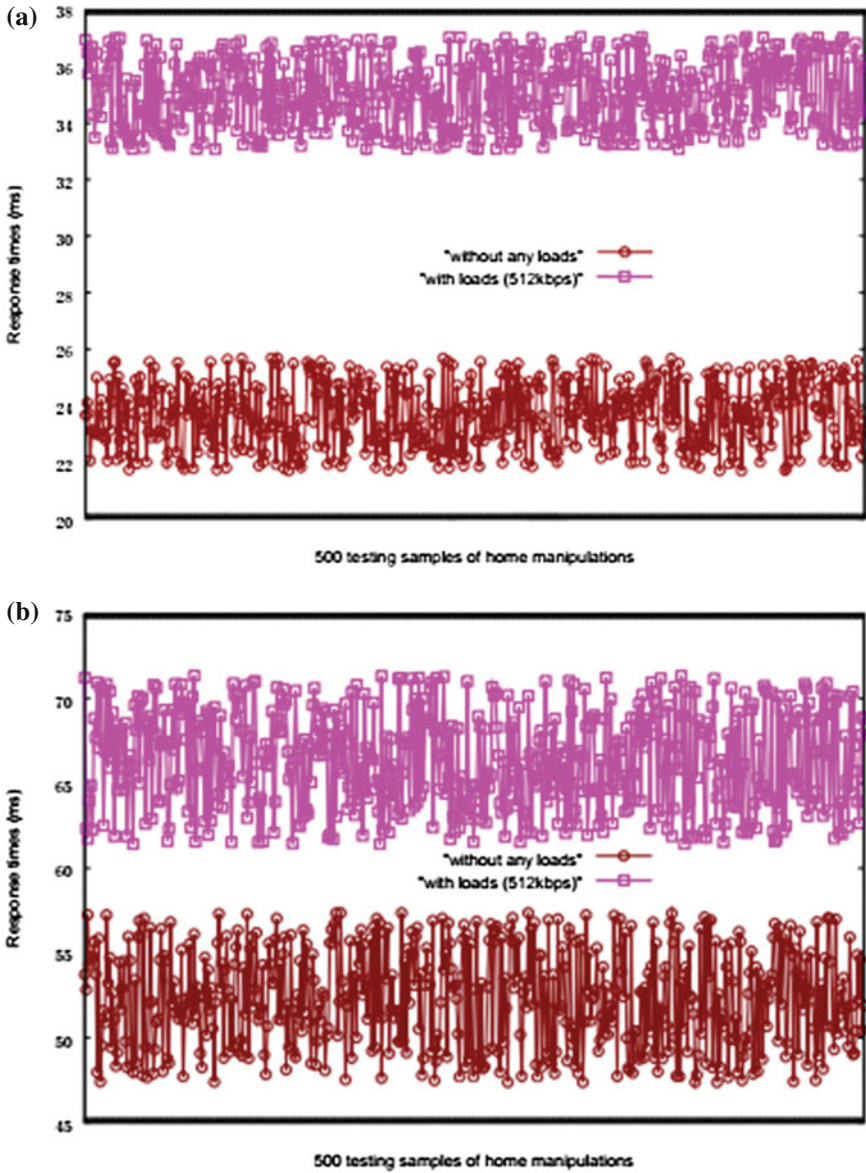 (a)
38
36
34
32
30
28
26
24
22
20
Response times (ms)
"without any loads"
"with loads (512kbps)"
500 testing samples of home manipulations
(b)
75
70
65
60
55
50
45
Response times (ms)
"without any loads"
"with loads (512kbps)"
500 testing samples of home manipulations